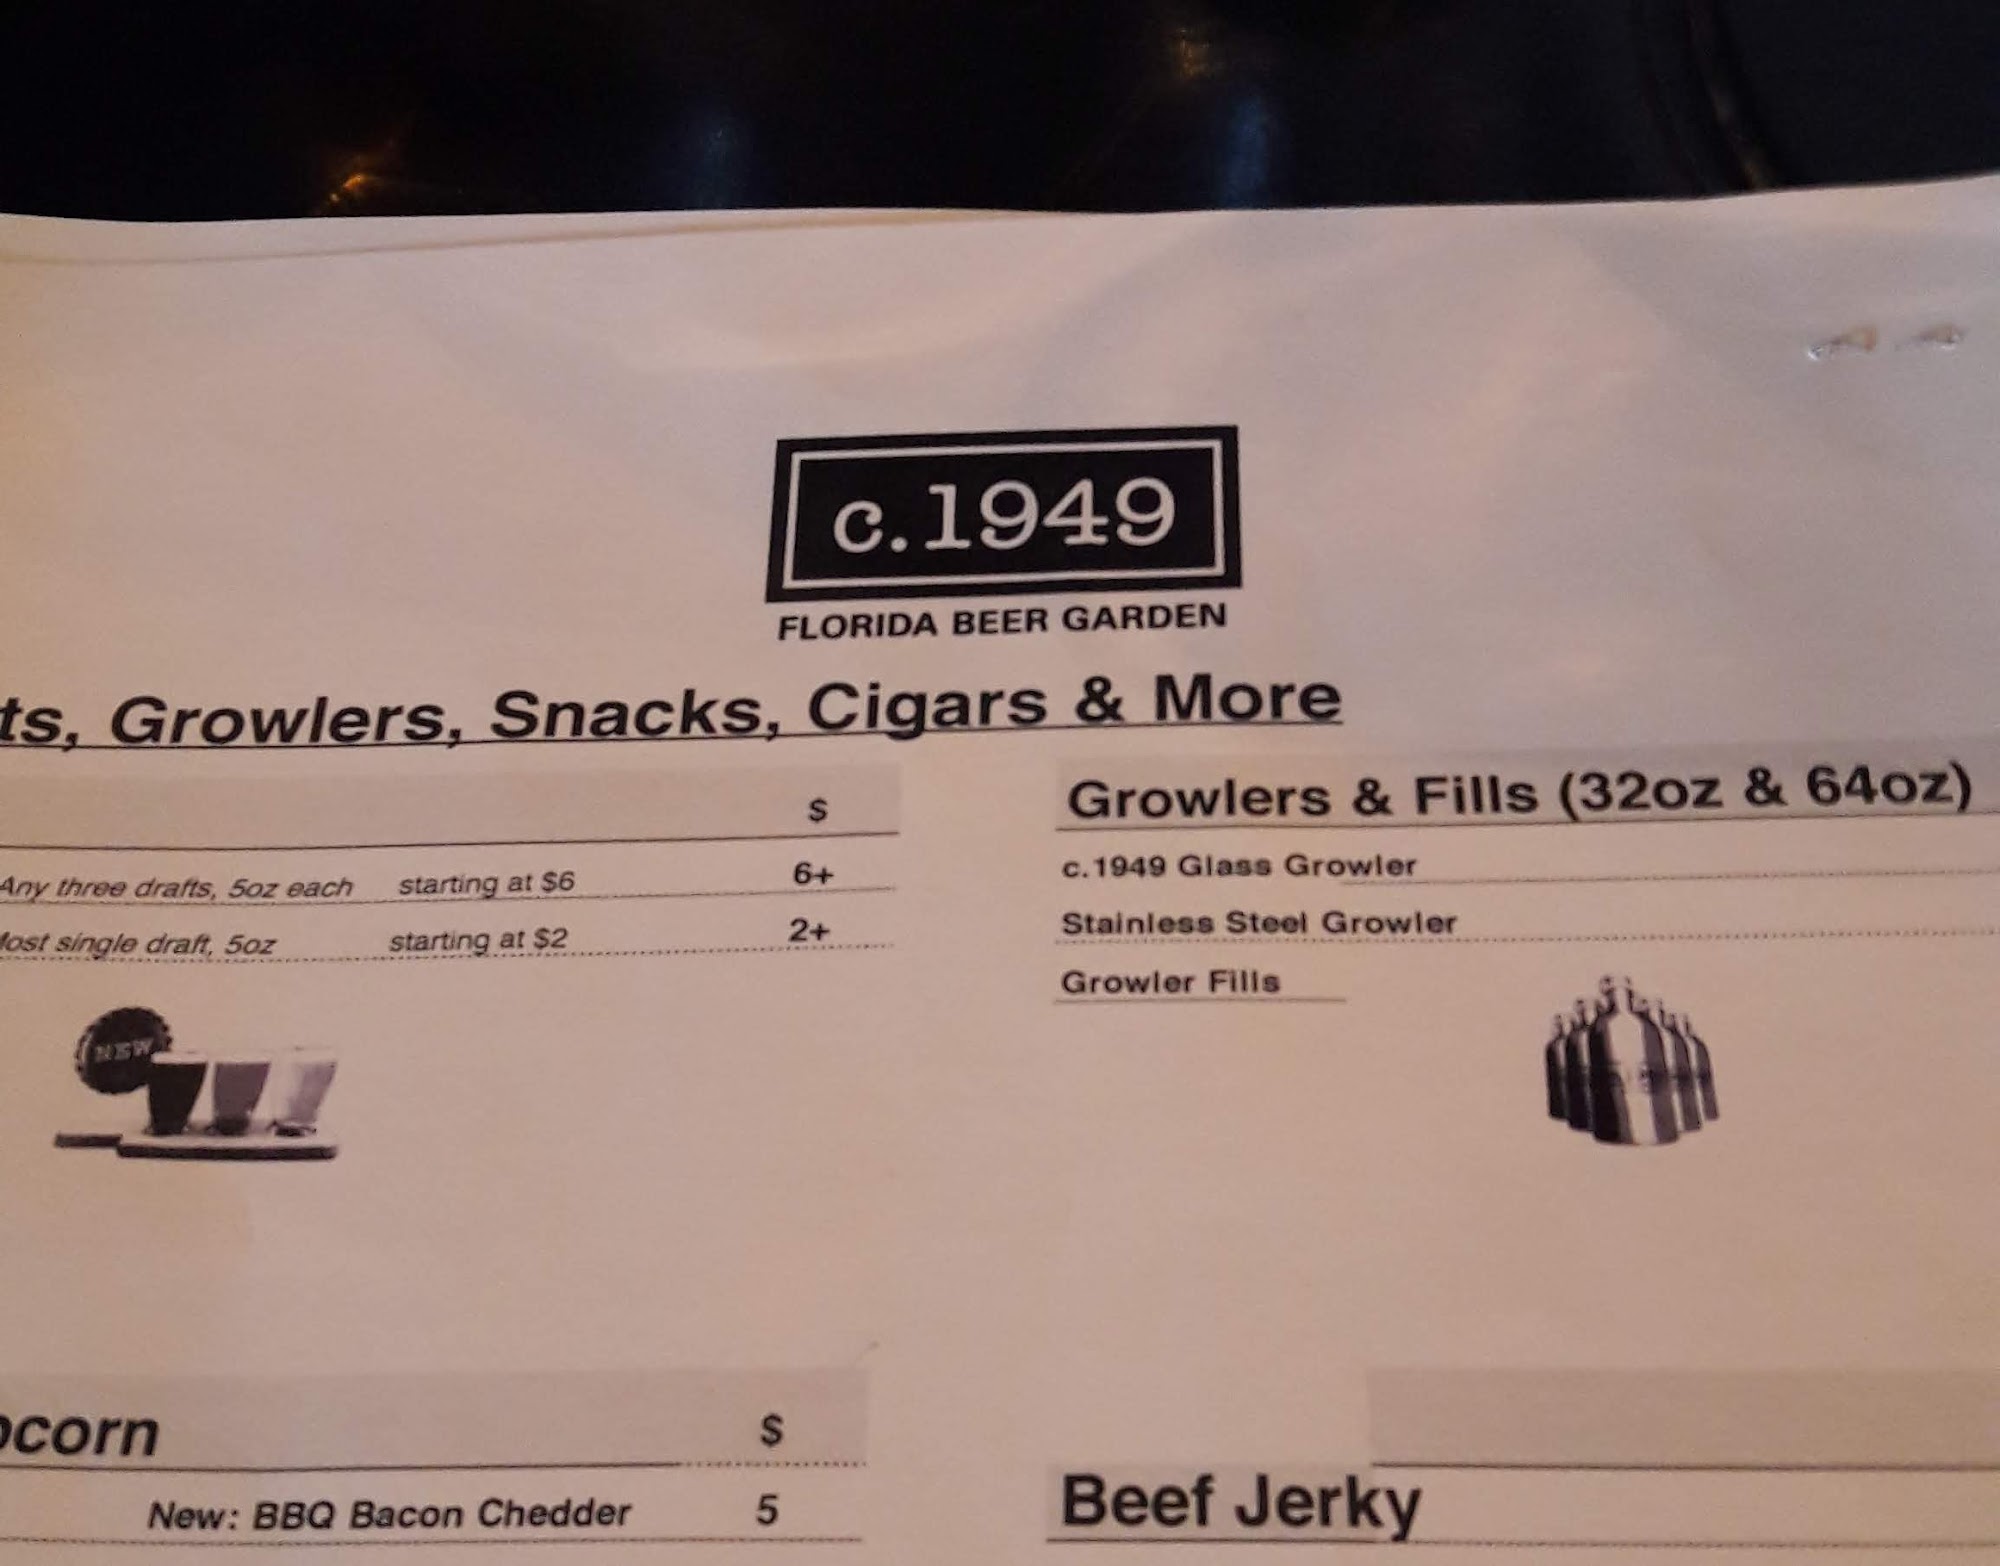 c.1949
FLORIDA BEER GARDEN
ts, Growlers, Snacks, Cigars & More
$
Any three drafts, 5oz each starting at $6 6+
Most single draft, 5oz starting at $2 2+
NEW
Growlers & Fills (32oz & 64oz)
c.1949 Glass Growler
Stainless Steel Growler
Growler Fills
pcorn $
New: BBQ Bacon Chedder 5
Beef Jerky